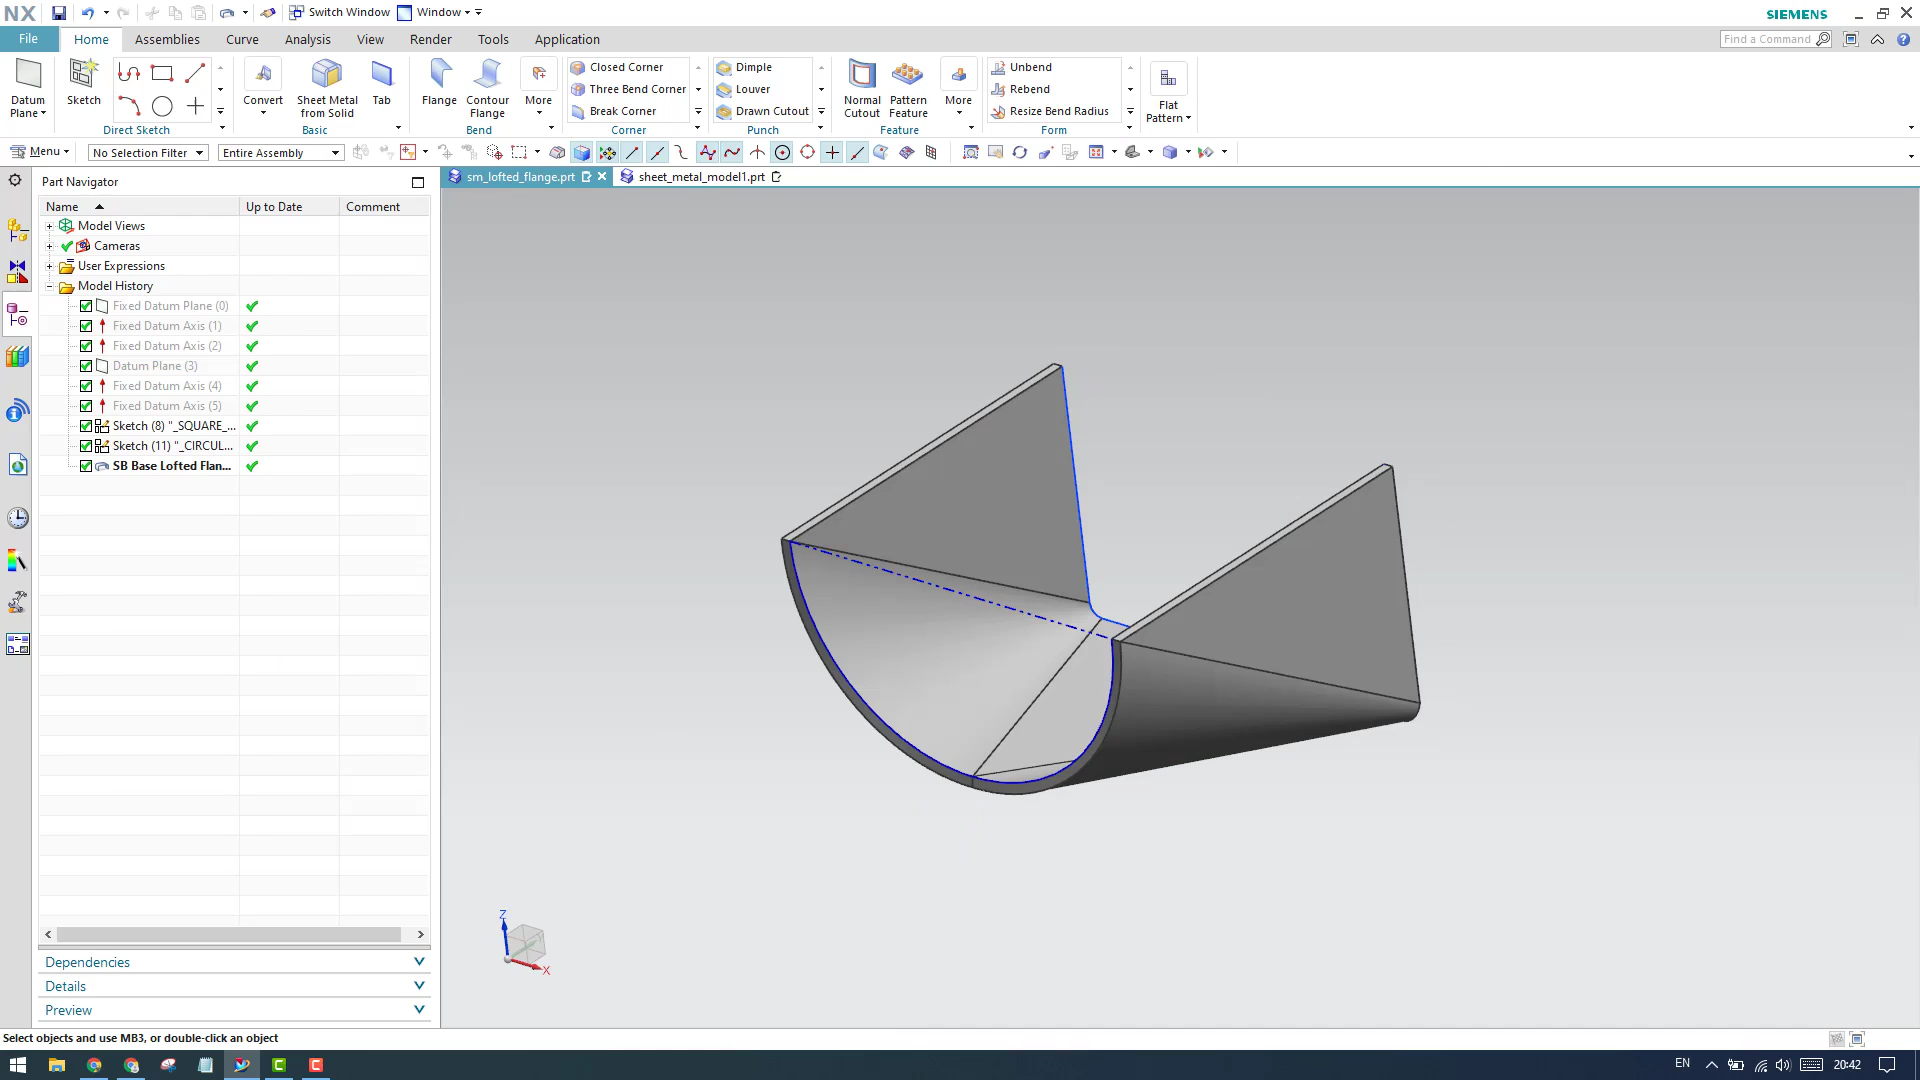 NX Switch Window Window SIEMENS
File Home Assemblies Curve Analysis View Render Tools Application Find a Command
Closed Corner Dimple Unbend
Three Bend Corner Louver Rebend
Break Corner Drawn Cutout Resize Bend Radius
Datum Plane Sketch Convert Sheet Metal from Solid Tab Flange Contour Flange More Normal Cutout Pattern Feature More Flat Pattern
Direct Sketch Basic Bend Corner Punch Feature Form
Menu No Selection Filter Entire Assembly
Part Navigator sm_lofted_flange.prt sheet_metal_model1.prt
Name Up to Date Comment
Model Views
Cameras
User Expressions
Model History
Fixed Datum Plane (0)
Fixed Datum Axis (1)
Fixed Datum Axis (2)
Datum Plane (3)
Fixed Datum Axis (4)
Fixed Datum Axis (5)
Sketch (8) "_SQUARE_...
Sketch (11) "_CIRCUL...
SB Base Lofted Flan...
Z
X
Dependencies
Details
Preview
Select objects and use MB3, or double-click an object
EN 20:42